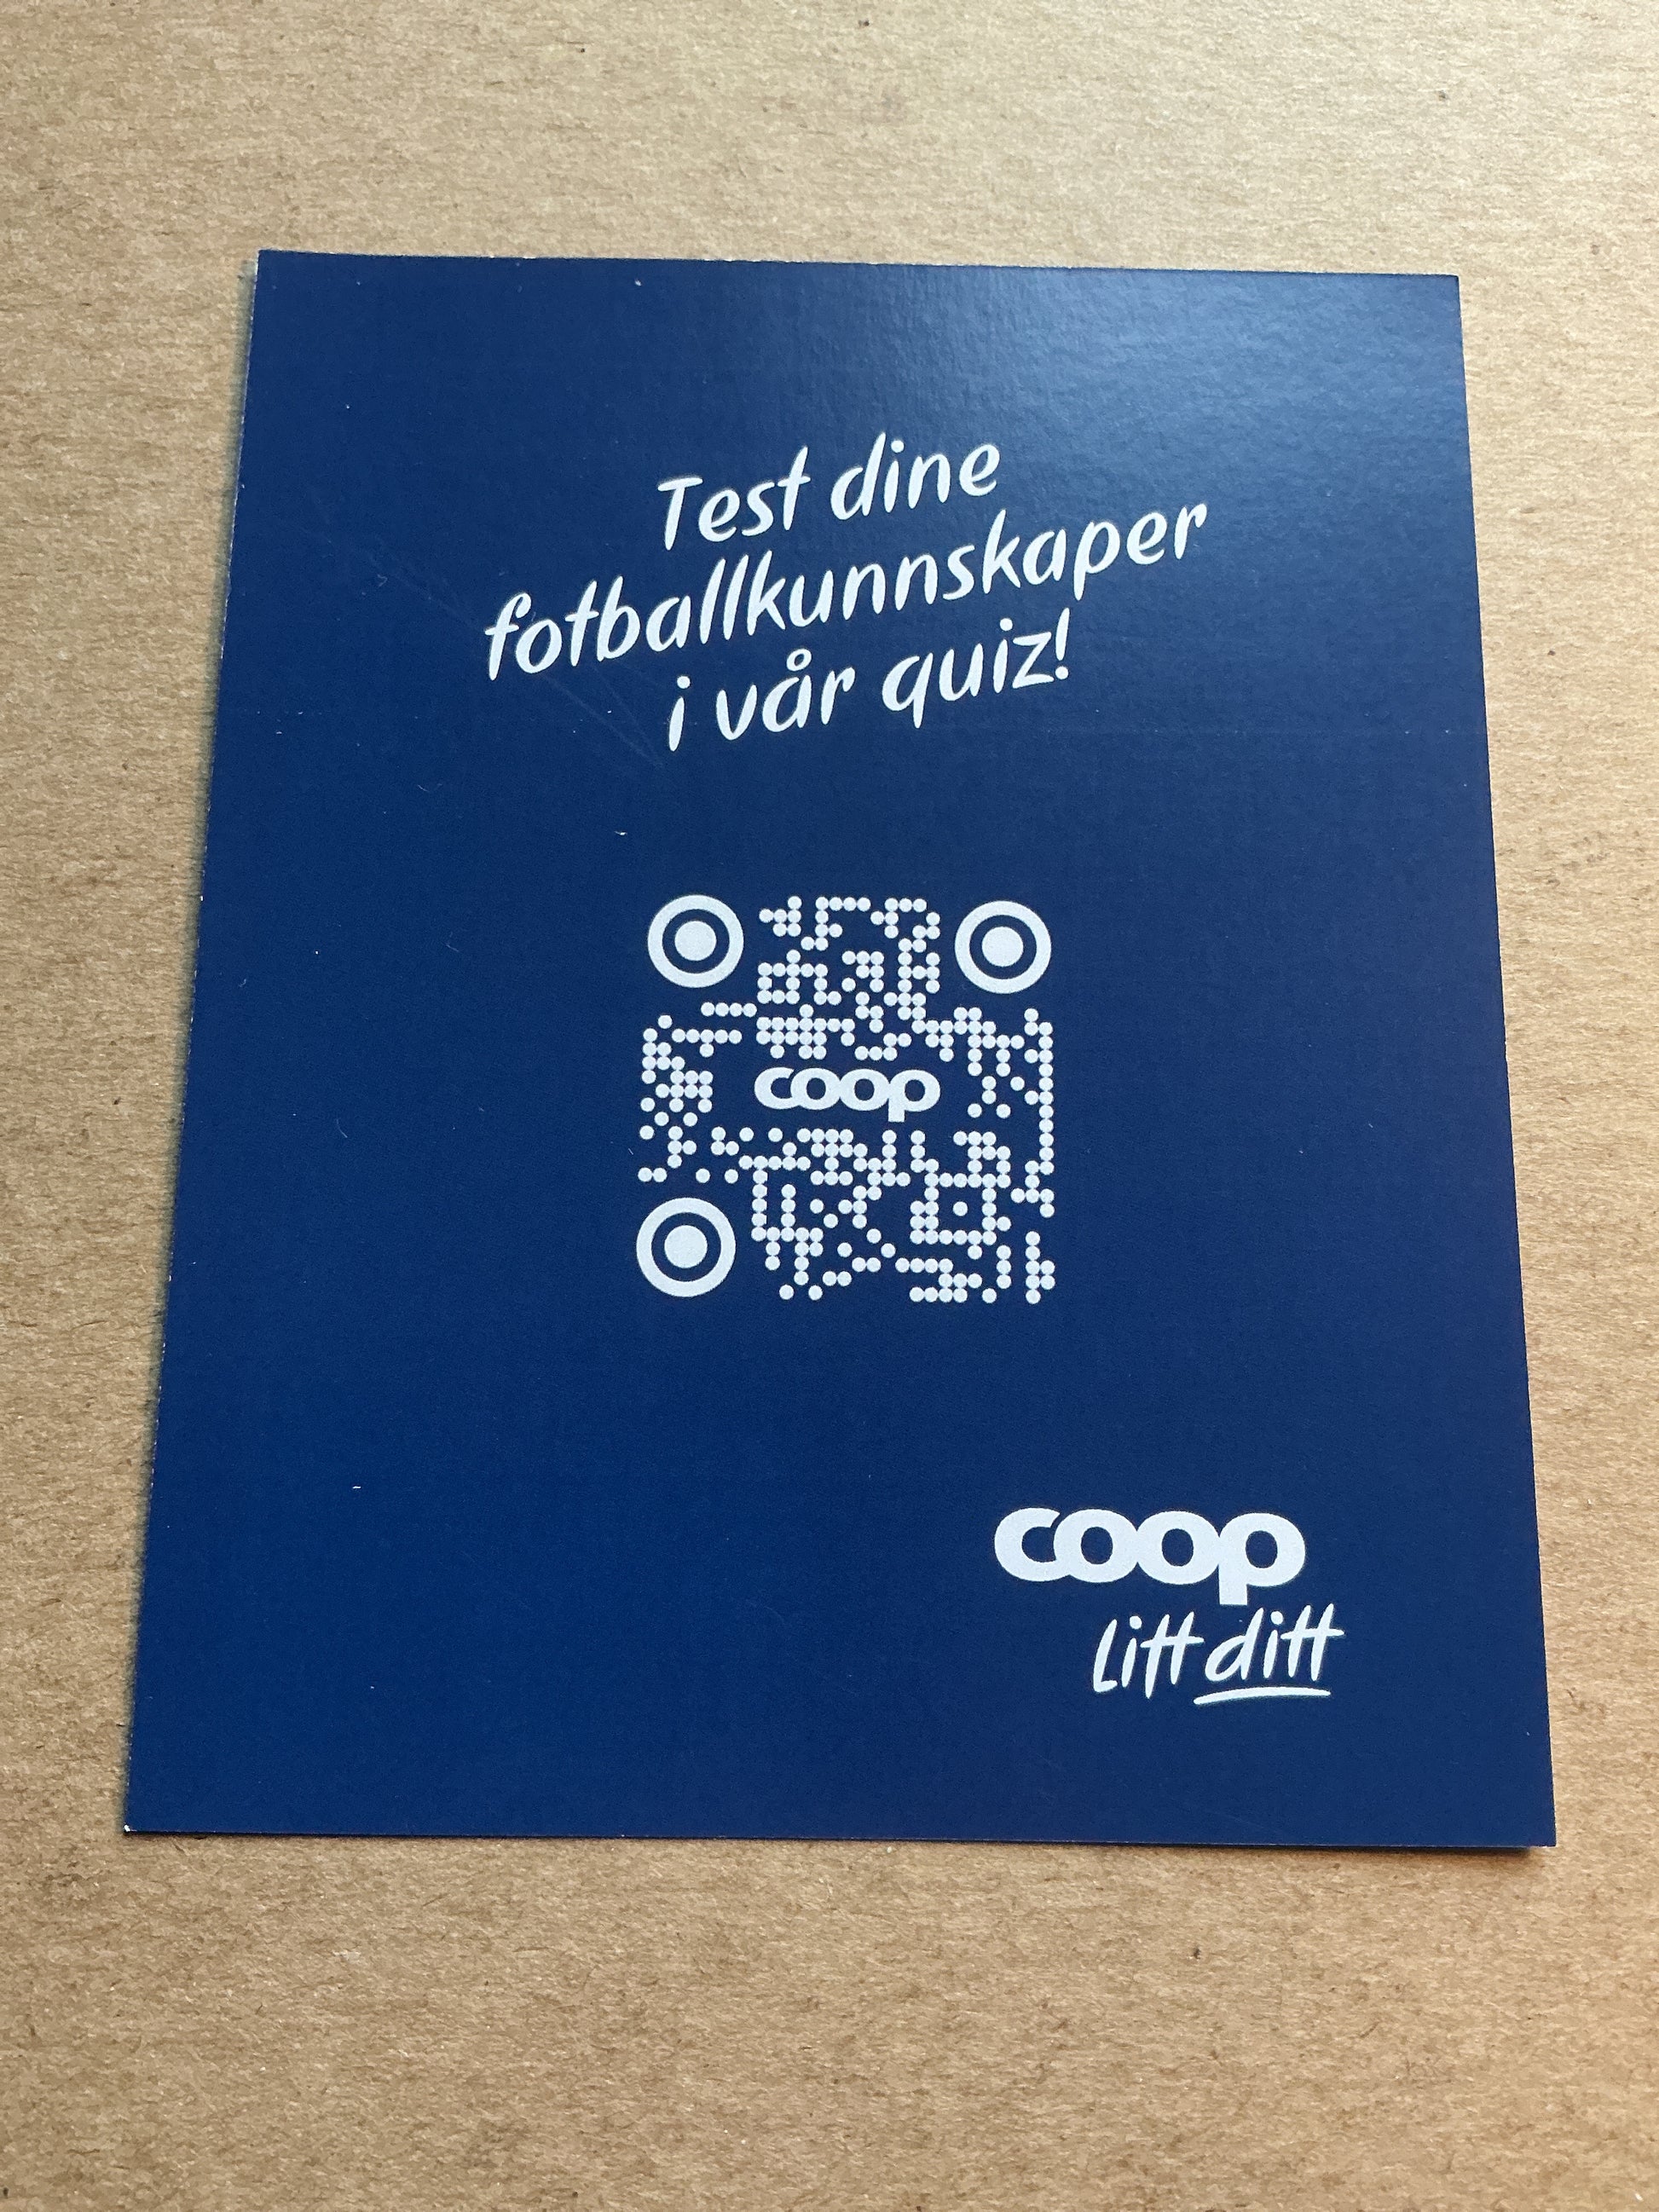 Test dine
fotballkunnskaper
i vår quiz!
coop
coop
litt ditt